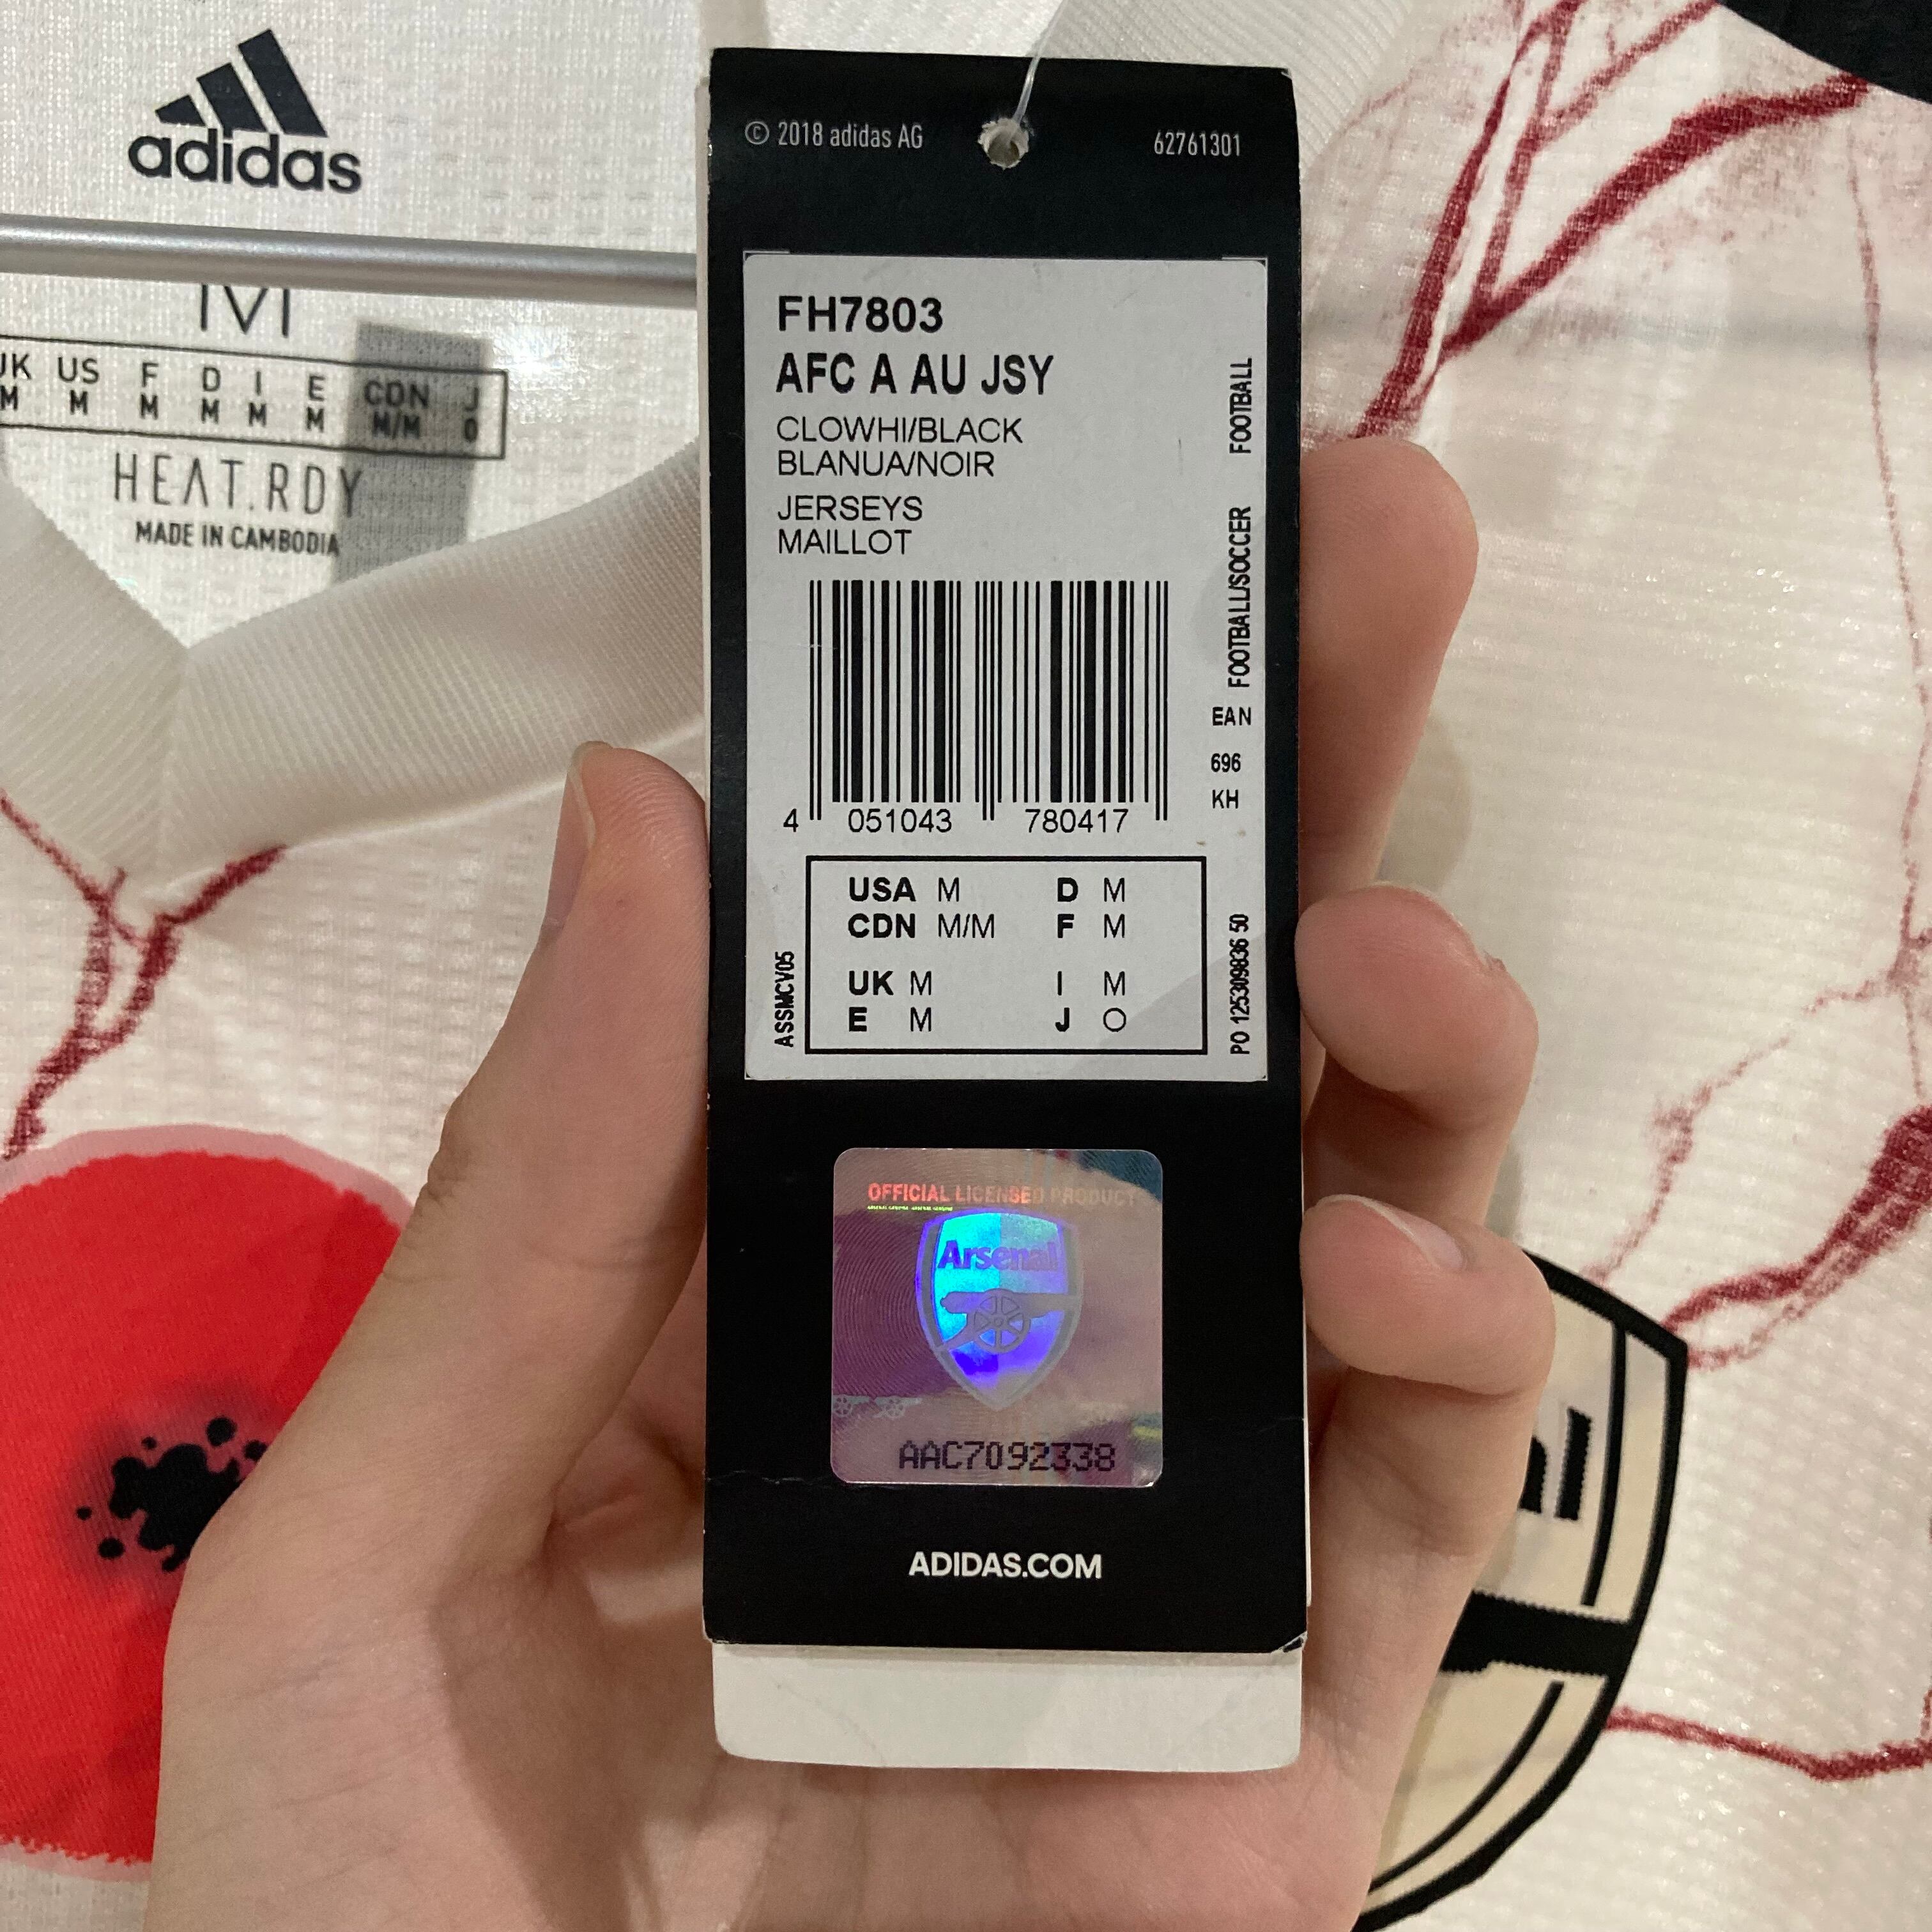 adidas
M
UK US F D I E CDN J
M M M M M M M/M O
HEAT.RDY
MADE IN CAMBODIA
© 2018 adidas AG
62761301
FH7803
AFC A AU JSY
CLOWHI/BLACK
BLANUA/NOIR
JERSEYS
MAILLOT
FOOTBALL
FOOTBALL/SOCCER
EAN
696
KH
4 051043 780417
USA M D M
CDN M/M F M
UK M I M
E M J O
ASSMCV05
PO 125309836 50
OFFICIAL LICENSED PRODUCT
Arsenal
AAC7092338
ADIDAS.COM